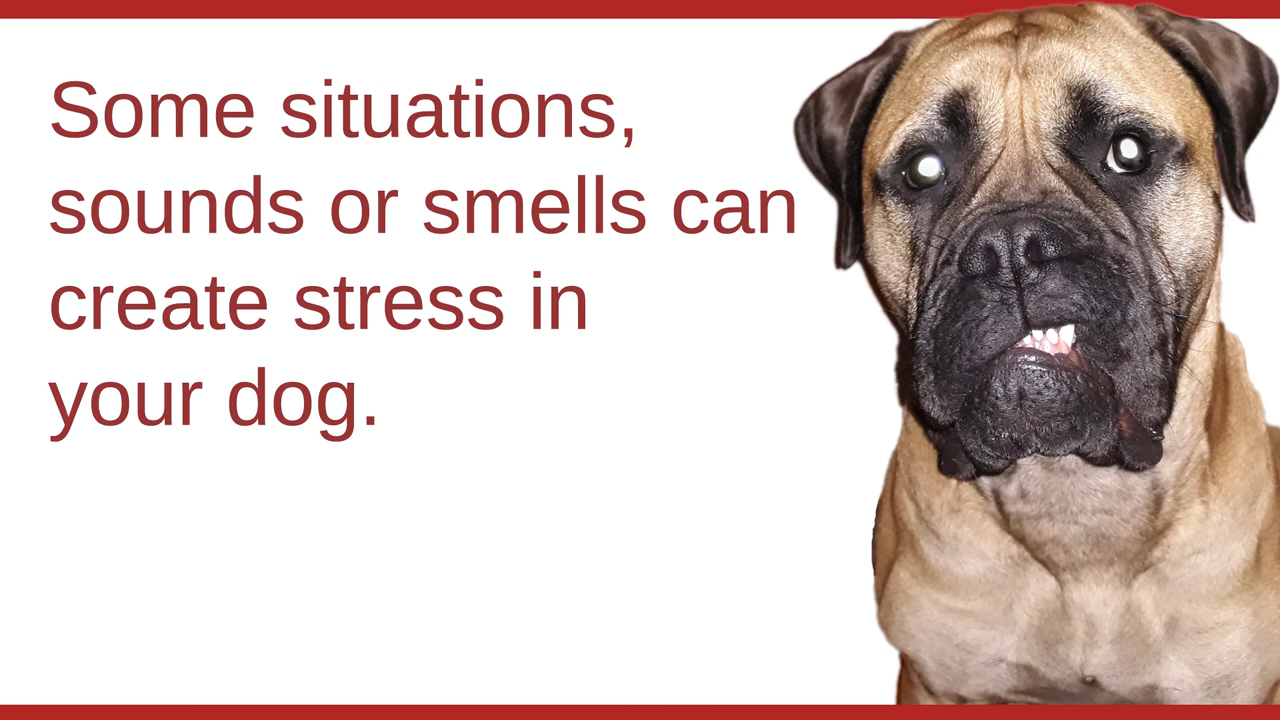 Some situations,
sounds or smells can
create stress in
your dog.